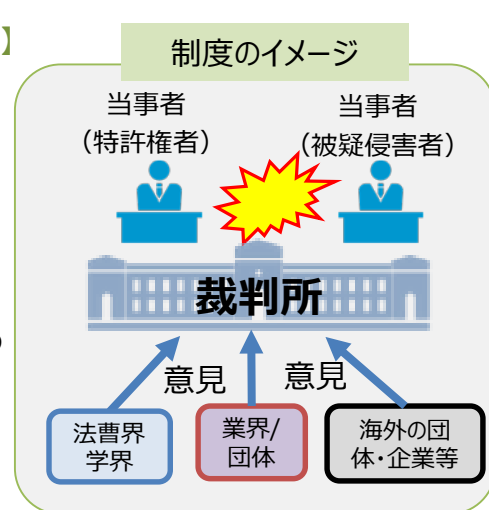 】
制度のイメージ
当事者
(特許権者)
当事者
(被疑侵害者)
裁判所
意見
意見
法曹界
学界
業界/
団体
海外の団
体・企業等